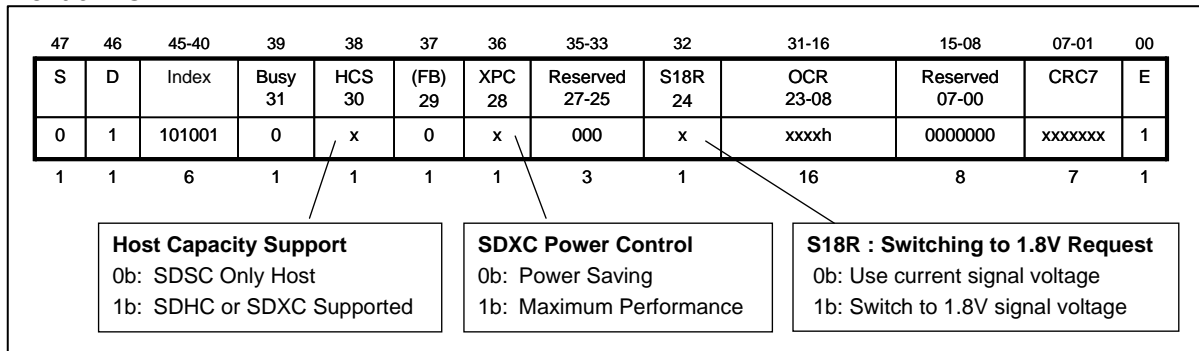 47 46 45-40 39 38 37 36 35-33 32 31-16 15-08 07-01 00
S D Index Busy HCS (FB) XPC Reserved S18R OCR Reserved CRC7 E
31 30 29 28 27-25 24 23-08 07-00
0 1 101001 0 x 0 x 000 x xxxxh 0000000 xxxxxxx 1
1 1 6 1 1 1 1 3 1 16 8 7 1
Host Capacity Support
0b: SDSC Only Host
1b: SDHC or SDXC Supported
SDXC Power Control
0b: Power Saving
1b: Maximum Performance
S18R : Switching to 1.8V Request
0b: Use current signal voltage
1b: Switch to 1.8V signal voltage